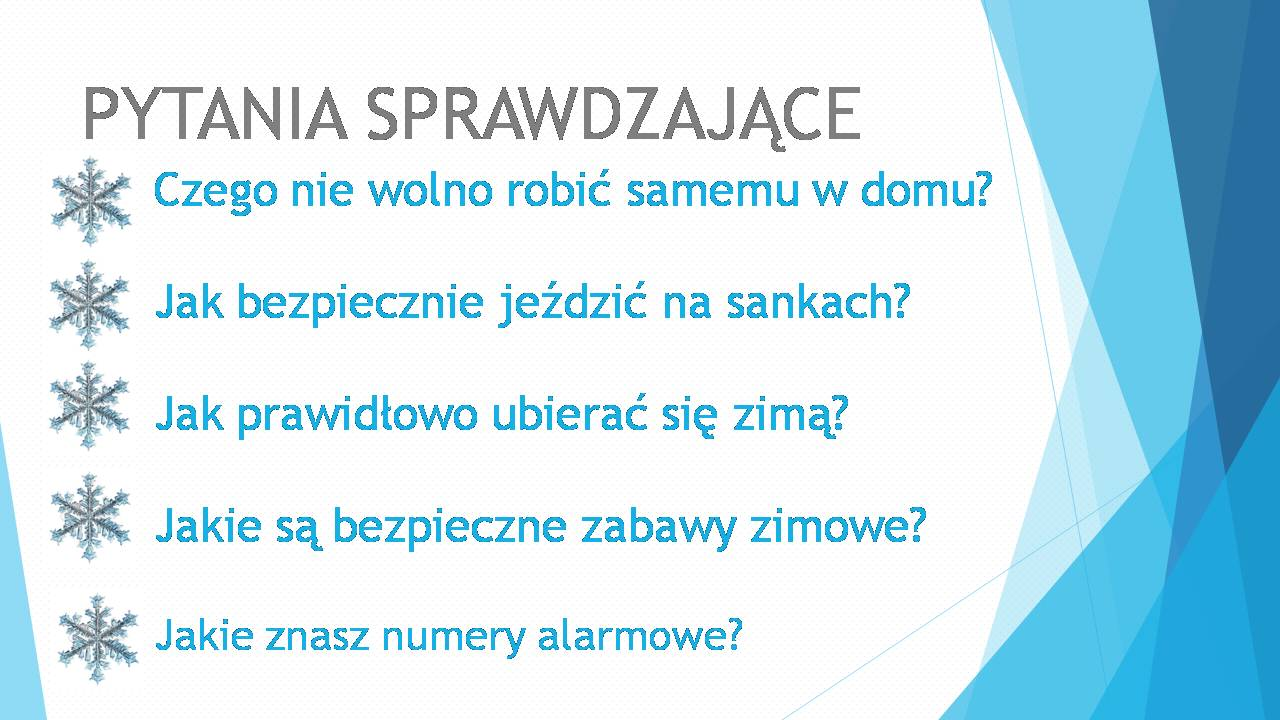 PYTANIA SPRAWDZAJĄCE
Czego nie wolno robić samemu w domu?
Jak bezpiecznie jeździć na sankach?
Jak prawidłowo ubierać się zimą?
Jakie są bezpieczne zabawy zimowe?
Jakie znasz numery alarmowe?